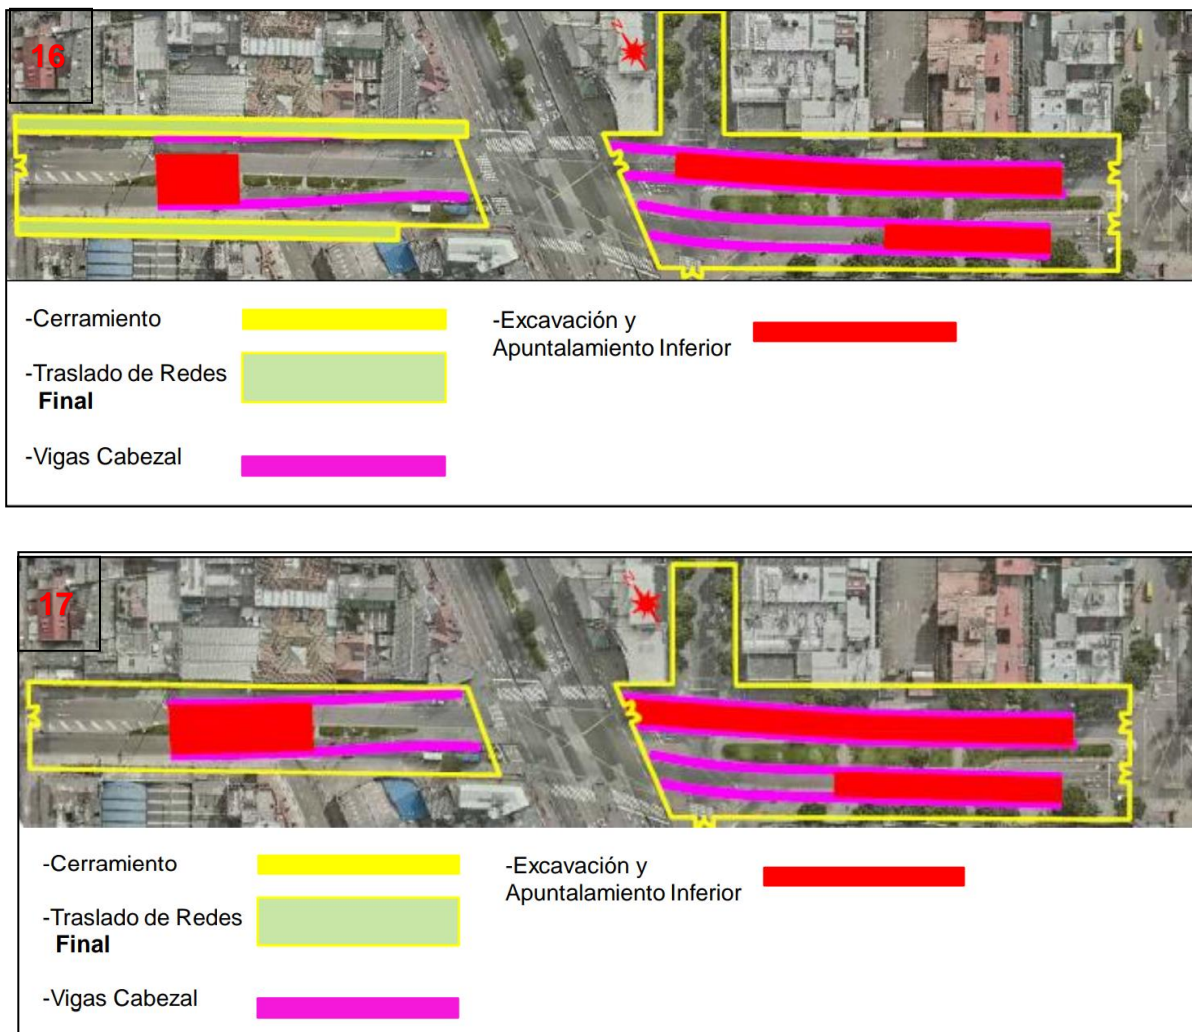 16
N
-Cerramiento
-Traslado de Redes
Final
-Vigas Cabezal
-Excavación y
Apuntalamiento Inferior
17
N
-Cerramiento
-Traslado de Redes
Final
-Vigas Cabezal
-Excavación y
Apuntalamiento Inferior